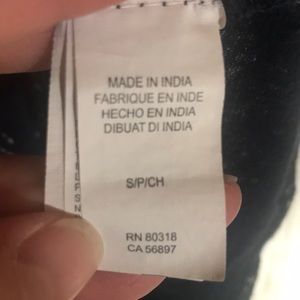 MADE IN INDIA
FABRIQUE EN INDE
HECHO EN INDIA
DIBUAT DI INDIA
S/P/CH
RN 80318
CA 56897